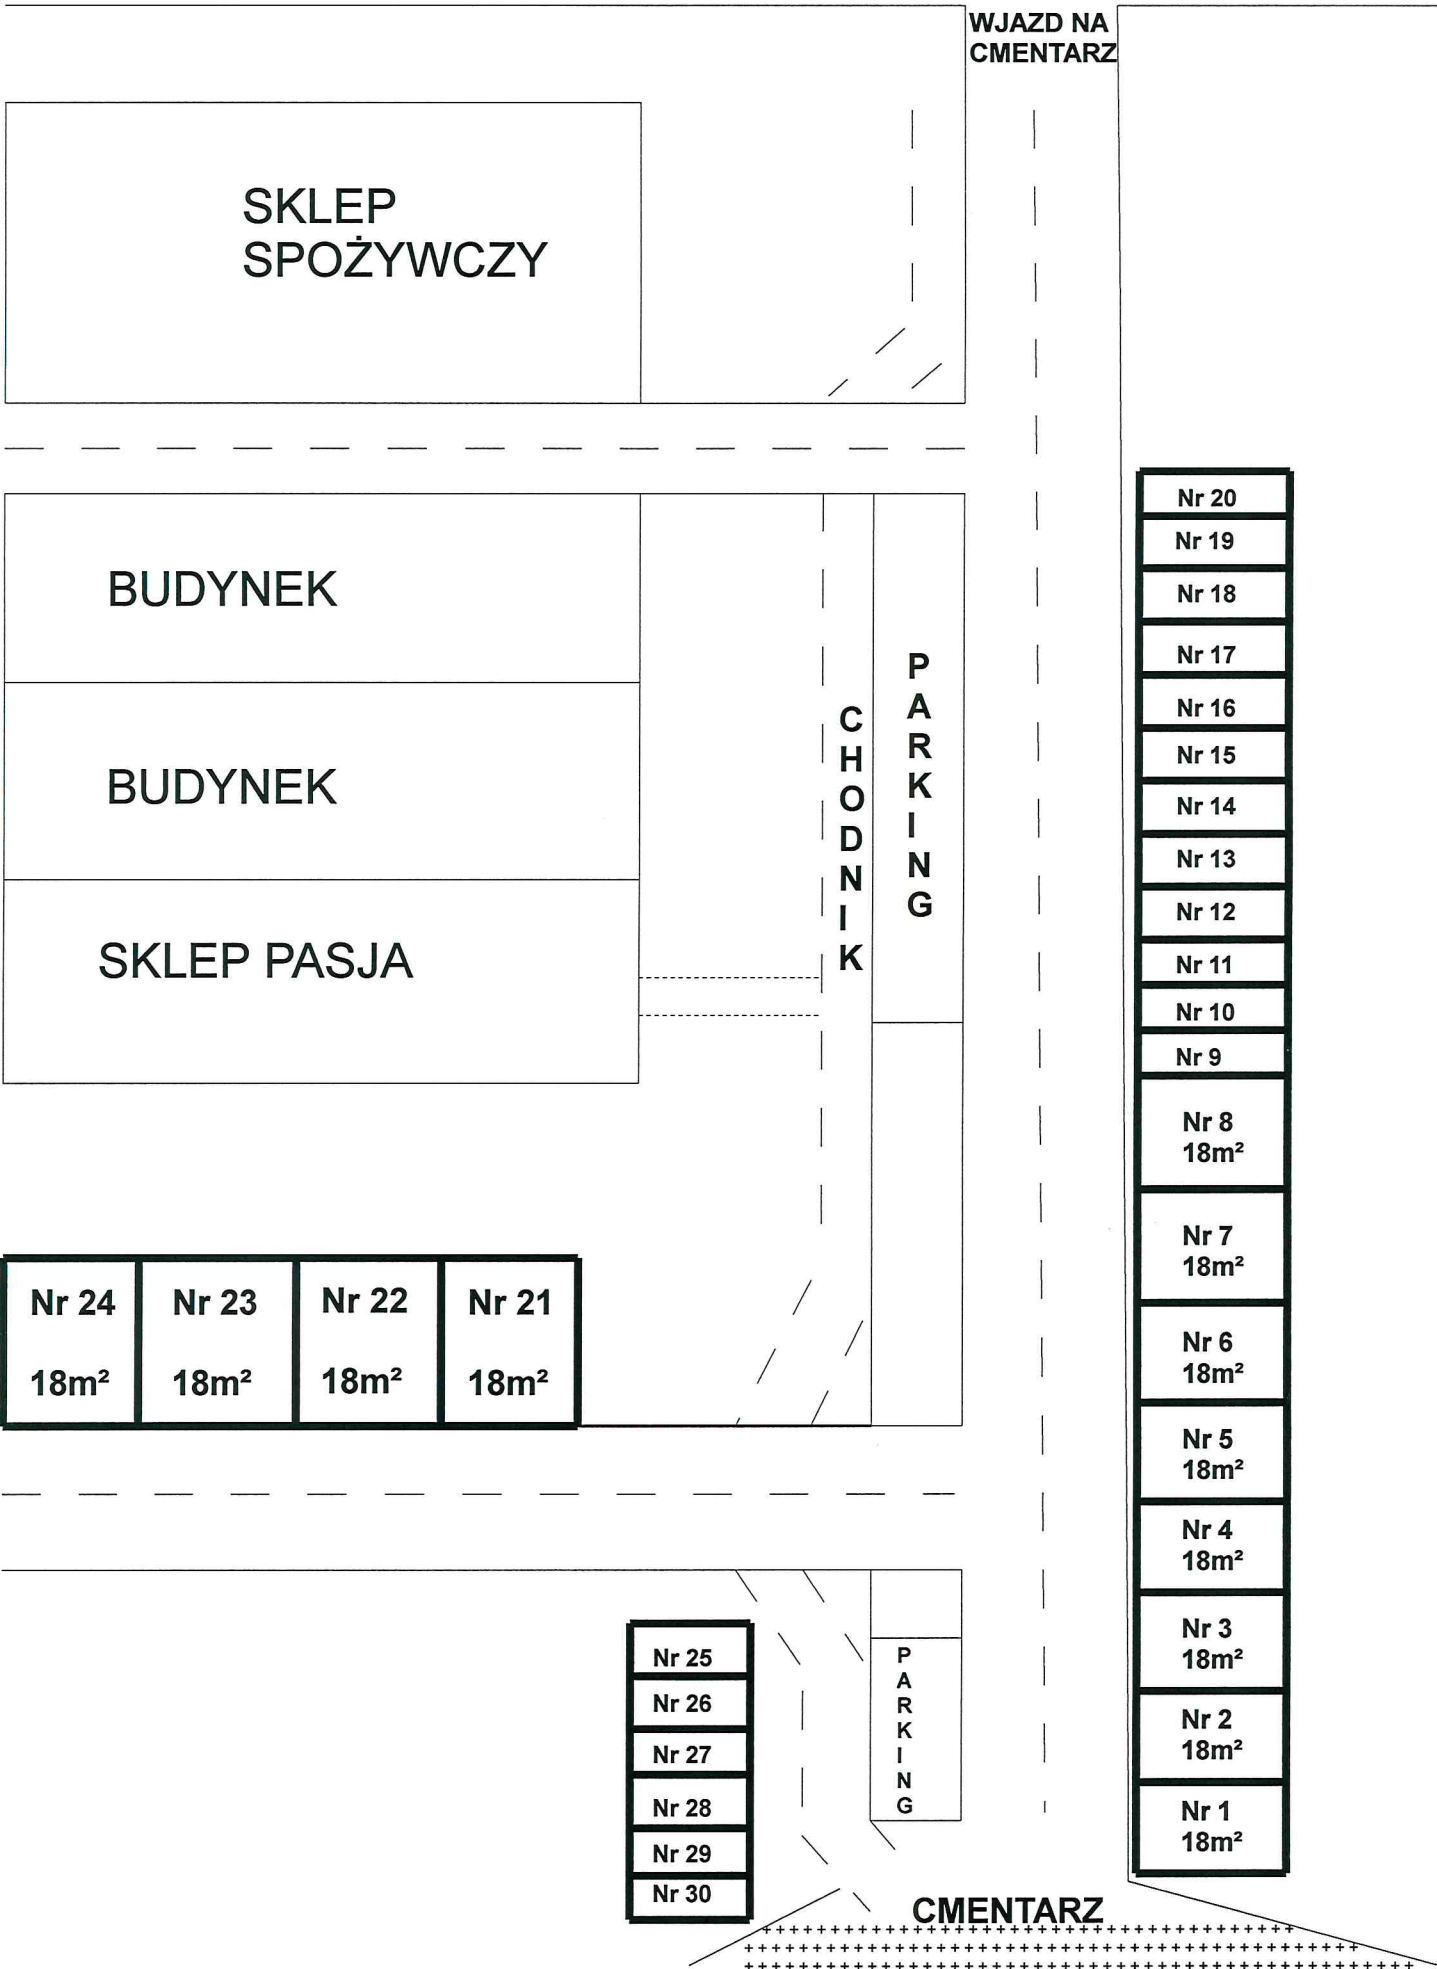 WJAZD NA
CMENTARZ
SKLEP
SPOŻYWCZY
BUDYNEK
BUDYNEK
SKLEP PASJA
CHODNIK
PARKING
Nr 20
Nr 19
Nr 18
Nr 17
Nr 16
Nr 15
Nr 14
Nr 13
Nr 12
Nr 11
Nr 10
Nr 9
Nr 8
18m²
Nr 7
18m²
Nr 6
18m²
Nr 5
18m²
Nr 4
18m²
Nr 3
18m²
Nr 2
18m²
Nr 1
18m²
Nr 24
18m²
Nr 23
18m²
Nr 22
18m²
Nr 21
18m²
Nr 25
Nr 26
Nr 27
Nr 28
Nr 29
Nr 30
PARKING
CMENTARZ